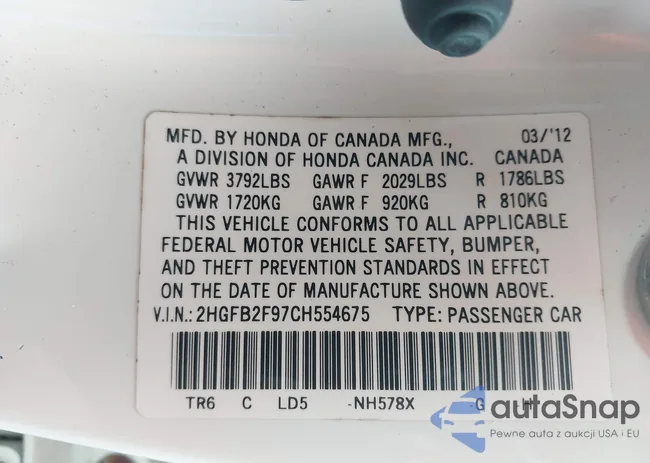 MFD. BY HONDA OF CANADA MFG., 03/'12
A DIVISION OF HONDA CANADA INC. CANADA
GVWR 3792LBS GAWR F 2029LBS R 1786LBS
GVWR 1720KG GAWR F 920KG R 810KG
THIS VEHICLE CONFORMS TO ALL APPLICABLE
FEDERAL MOTOR VEHICLE SAFETY, BUMPER,
AND THEFT PREVENTION STANDARDS IN EFFECT
ON THE DATE OF MANUFACTURE SHOWN ABOVE.
V.I.N.: 2HGFB2F97CH554675 TYPE: PASSENGER CAR
TR6 C LD5 -NH578X -G H
autaSnap
Pewne auta z aukcji USA i EU